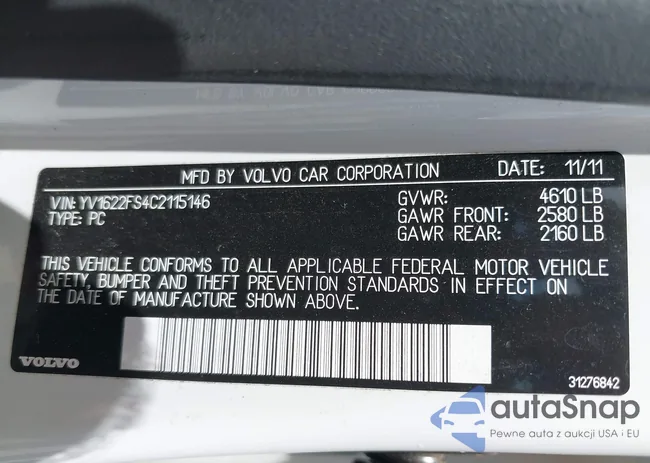 MFD BY VOLVO CAR CORPORATION DATE: 11/11
VIN: YV1622FS4C2115146 GVWR: 4610 LB
TYPE: PC GAWR FRONT: 2580 LB
GAWR REAR: 2160 LB
THIS VEHICLE CONFORMS TO ALL APPLICABLE FEDERAL MOTOR VEHICLE
SAFETY, BUMPER AND THEFT PREVENTION STANDARDS IN EFFECT ON
THE DATE OF MANUFACTURE SHOWN ABOVE.
VOLVO
31276842
autaSnap
Pewne auta z aukcji USA i EU